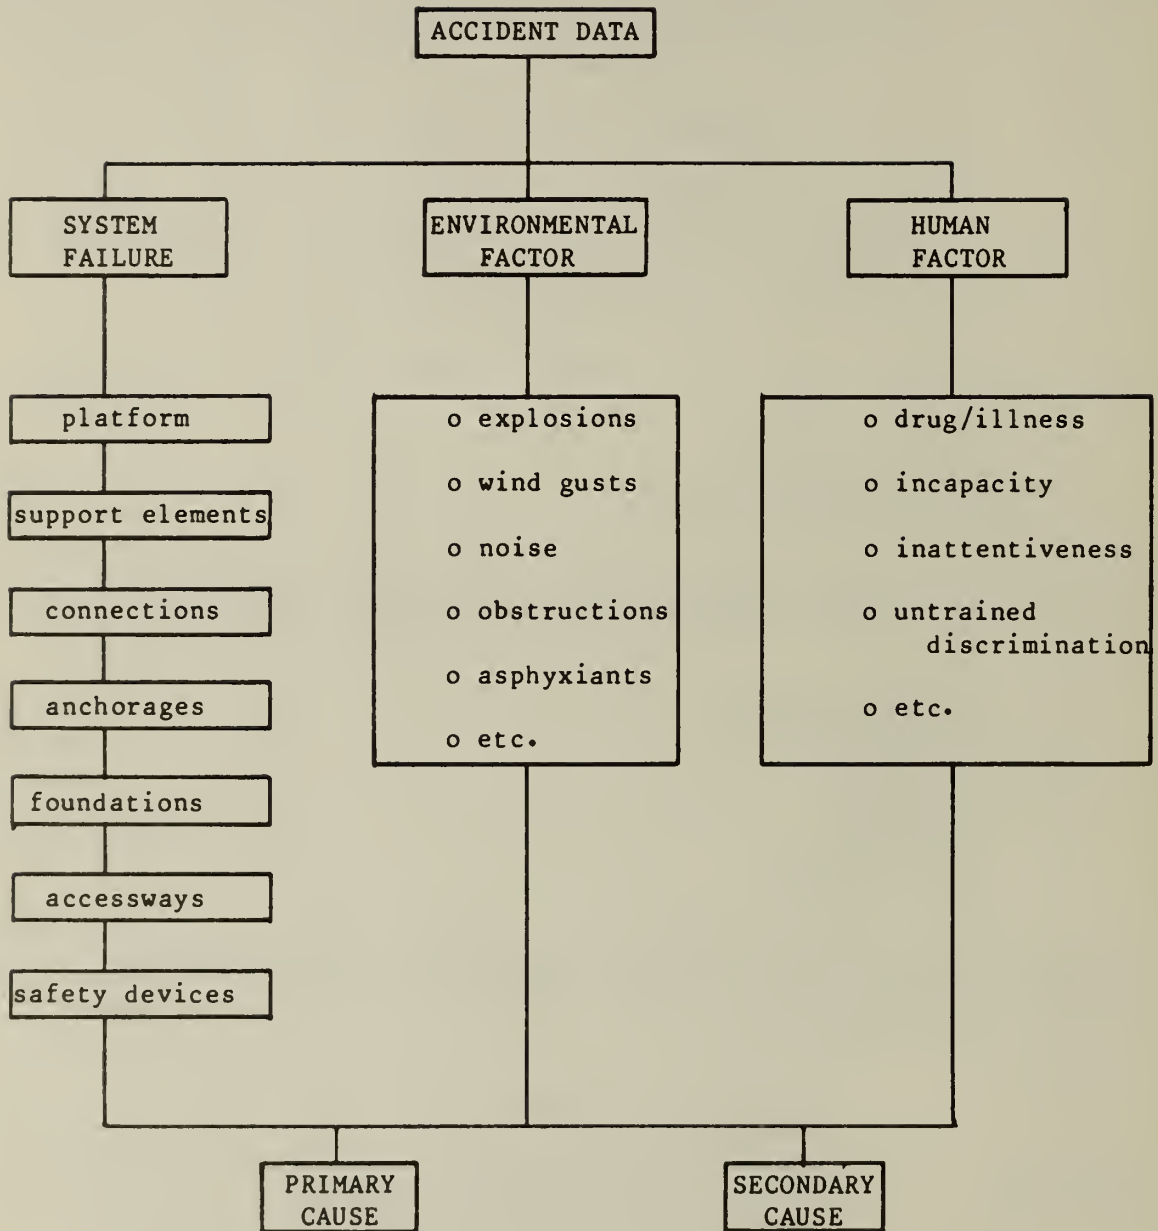 ACCIDENT DATA
SYSTEM
FAILURE
ENVIRONMENTAL
FACTOR
HUMAN
FACTOR
platform
support elements
connections
anchorages
foundations
accessways
safety devices
o explosions
o wind gusts
o noise
o obstructions
o asphyxiants
o etc.
o drug/illness
o incapacity
o inattentiveness
o untrained
discrimination
o etc.
PRIMARY
CAUSE
SECONDARY
CAUSE